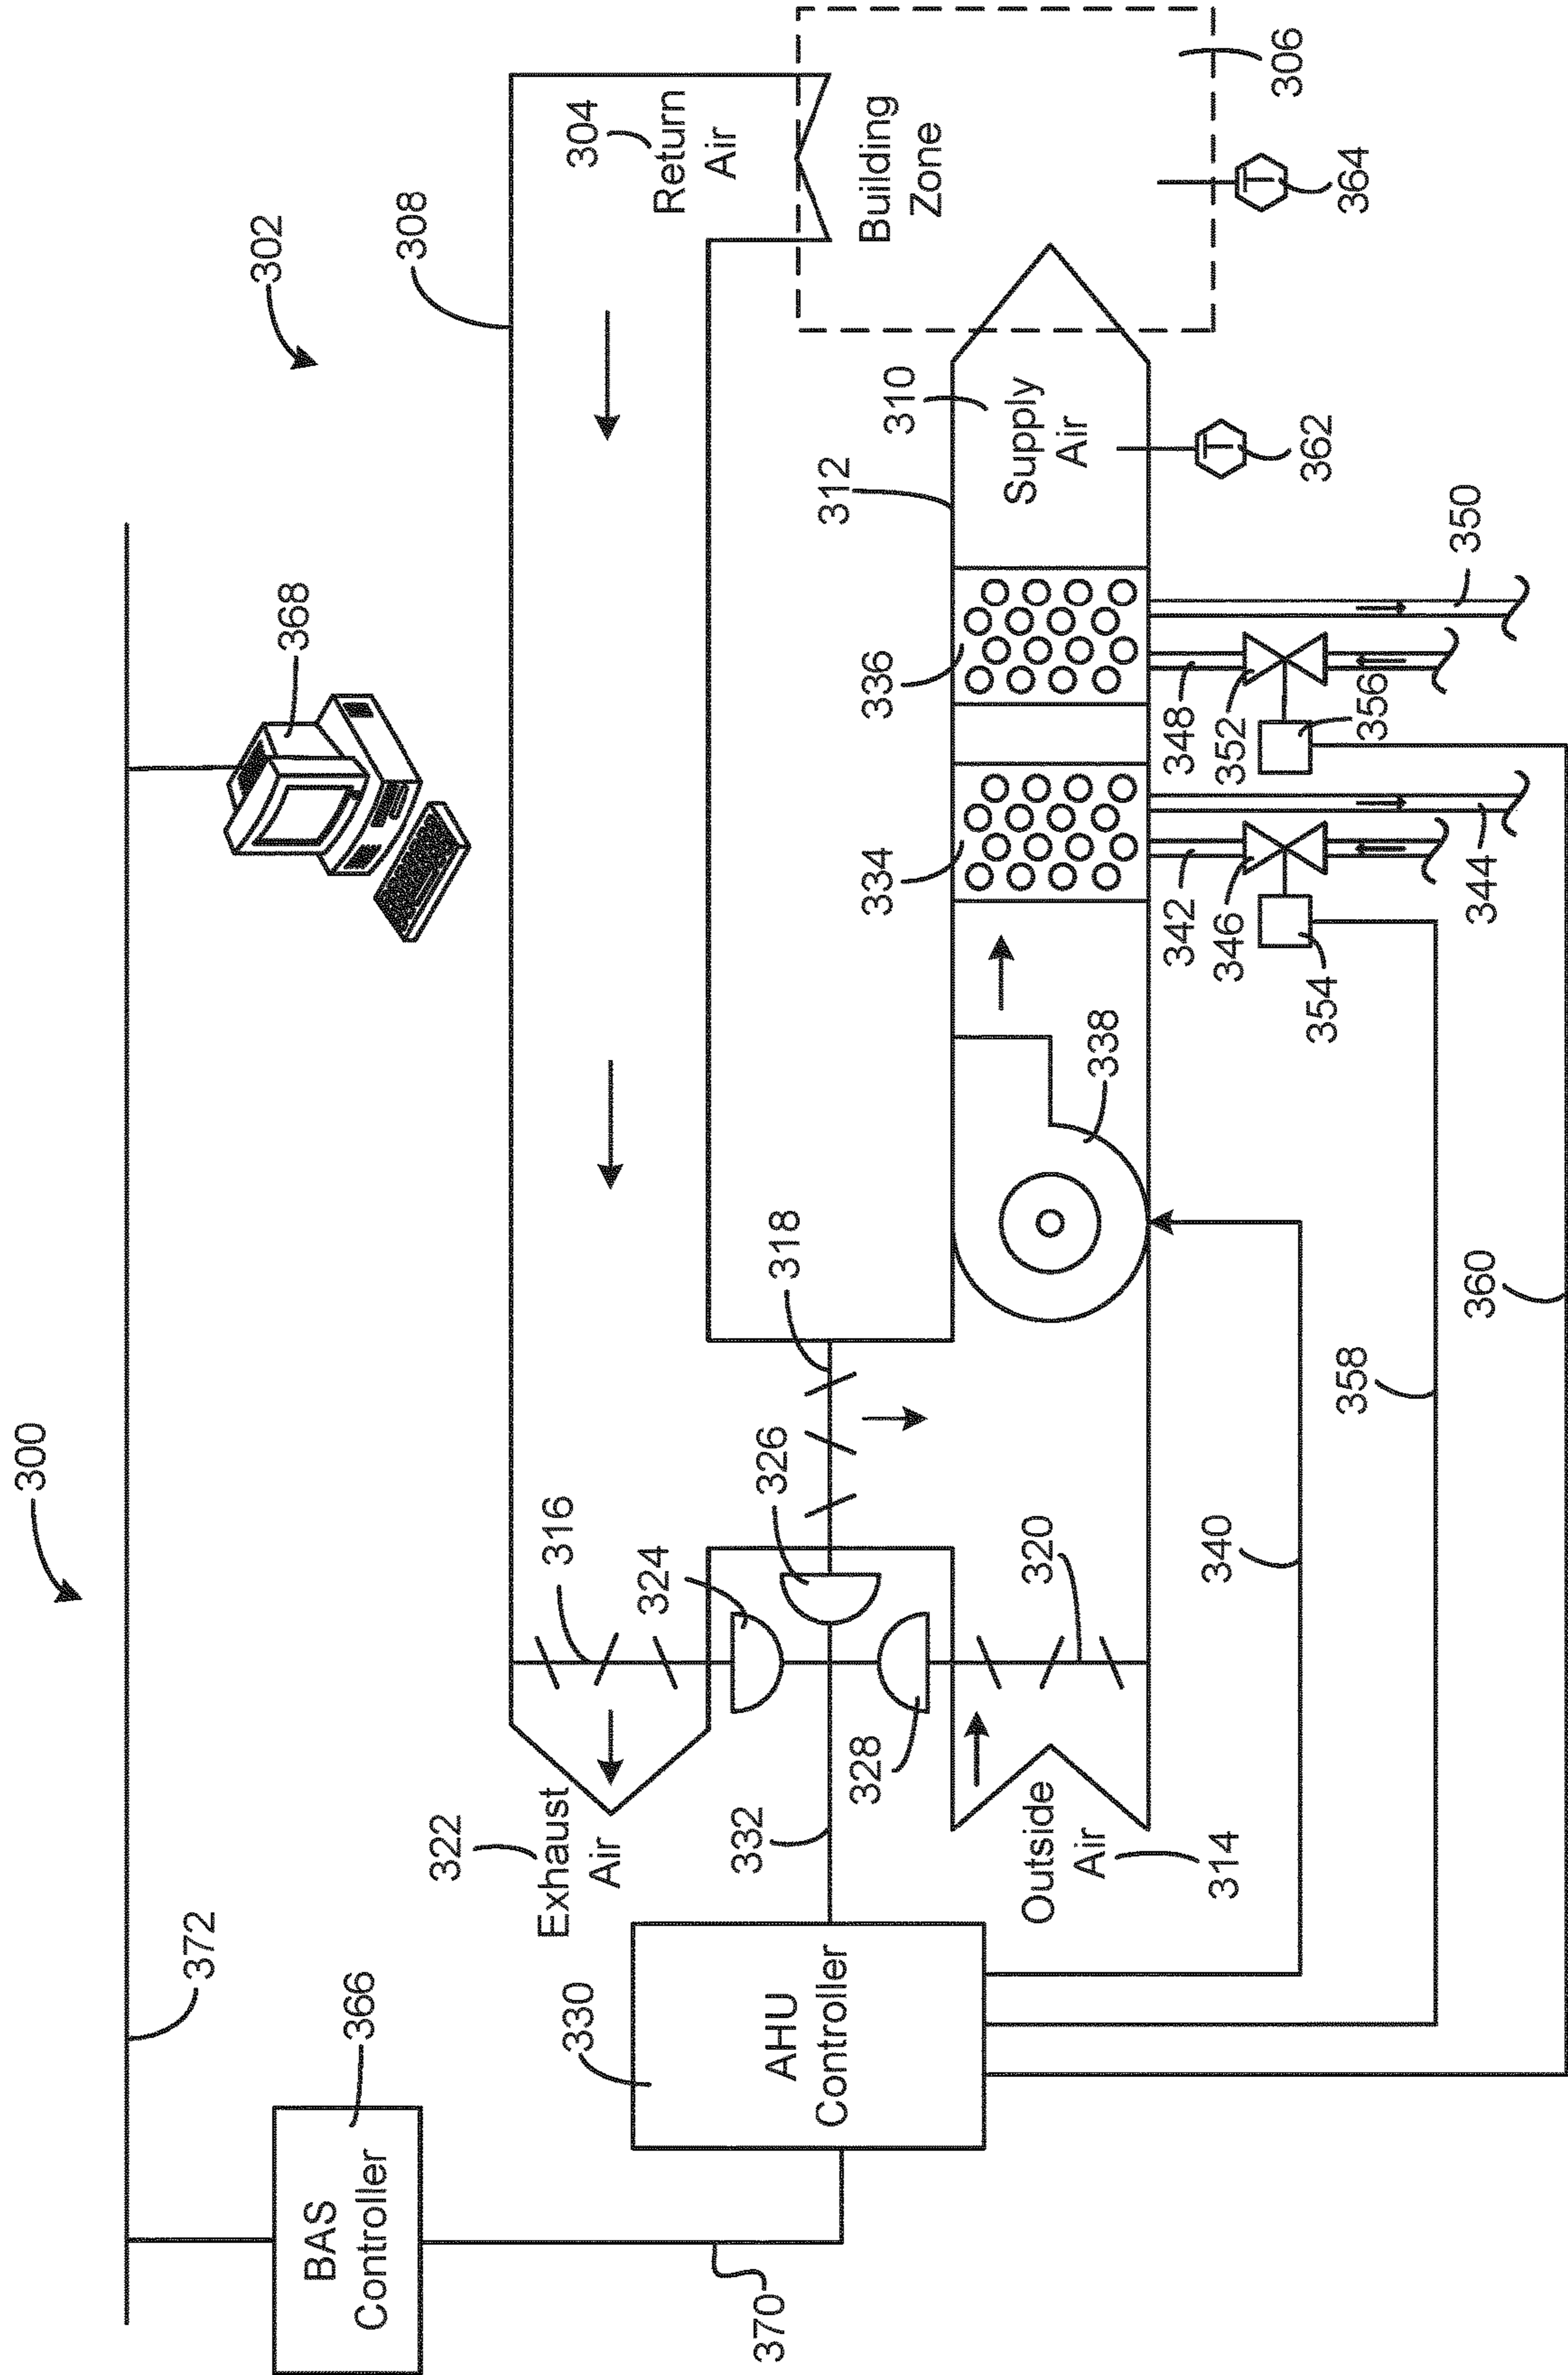 300
372
BAS
Controller
366
370
368
302
308
304
Return
Air
322
Exhaust
Air
316
324
318
326
330
AHU
Controller
332
328
Outside
Air
314
320
312
310
Supply
Air
Building
Zone
306
338
334
336
362
T
364
T
342
346
354
344
348
352
356
350
340
358
360